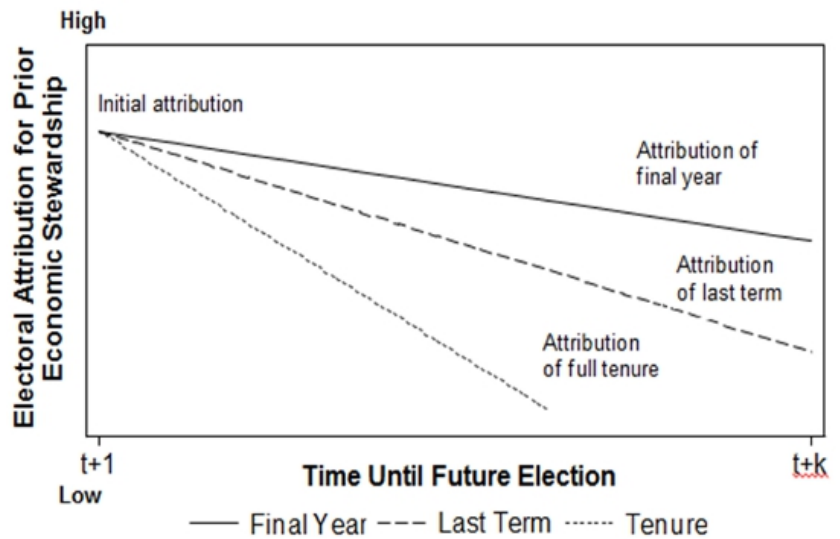 High
Electoral Attribution for Prior
Economic Stewardship
Initial attribution
Attribution of
final year
Attribution
of last term
Attribution
of full tenure
t+1
Time Until Future Election
t+k
Low
Final Year
Last Term
Tenure